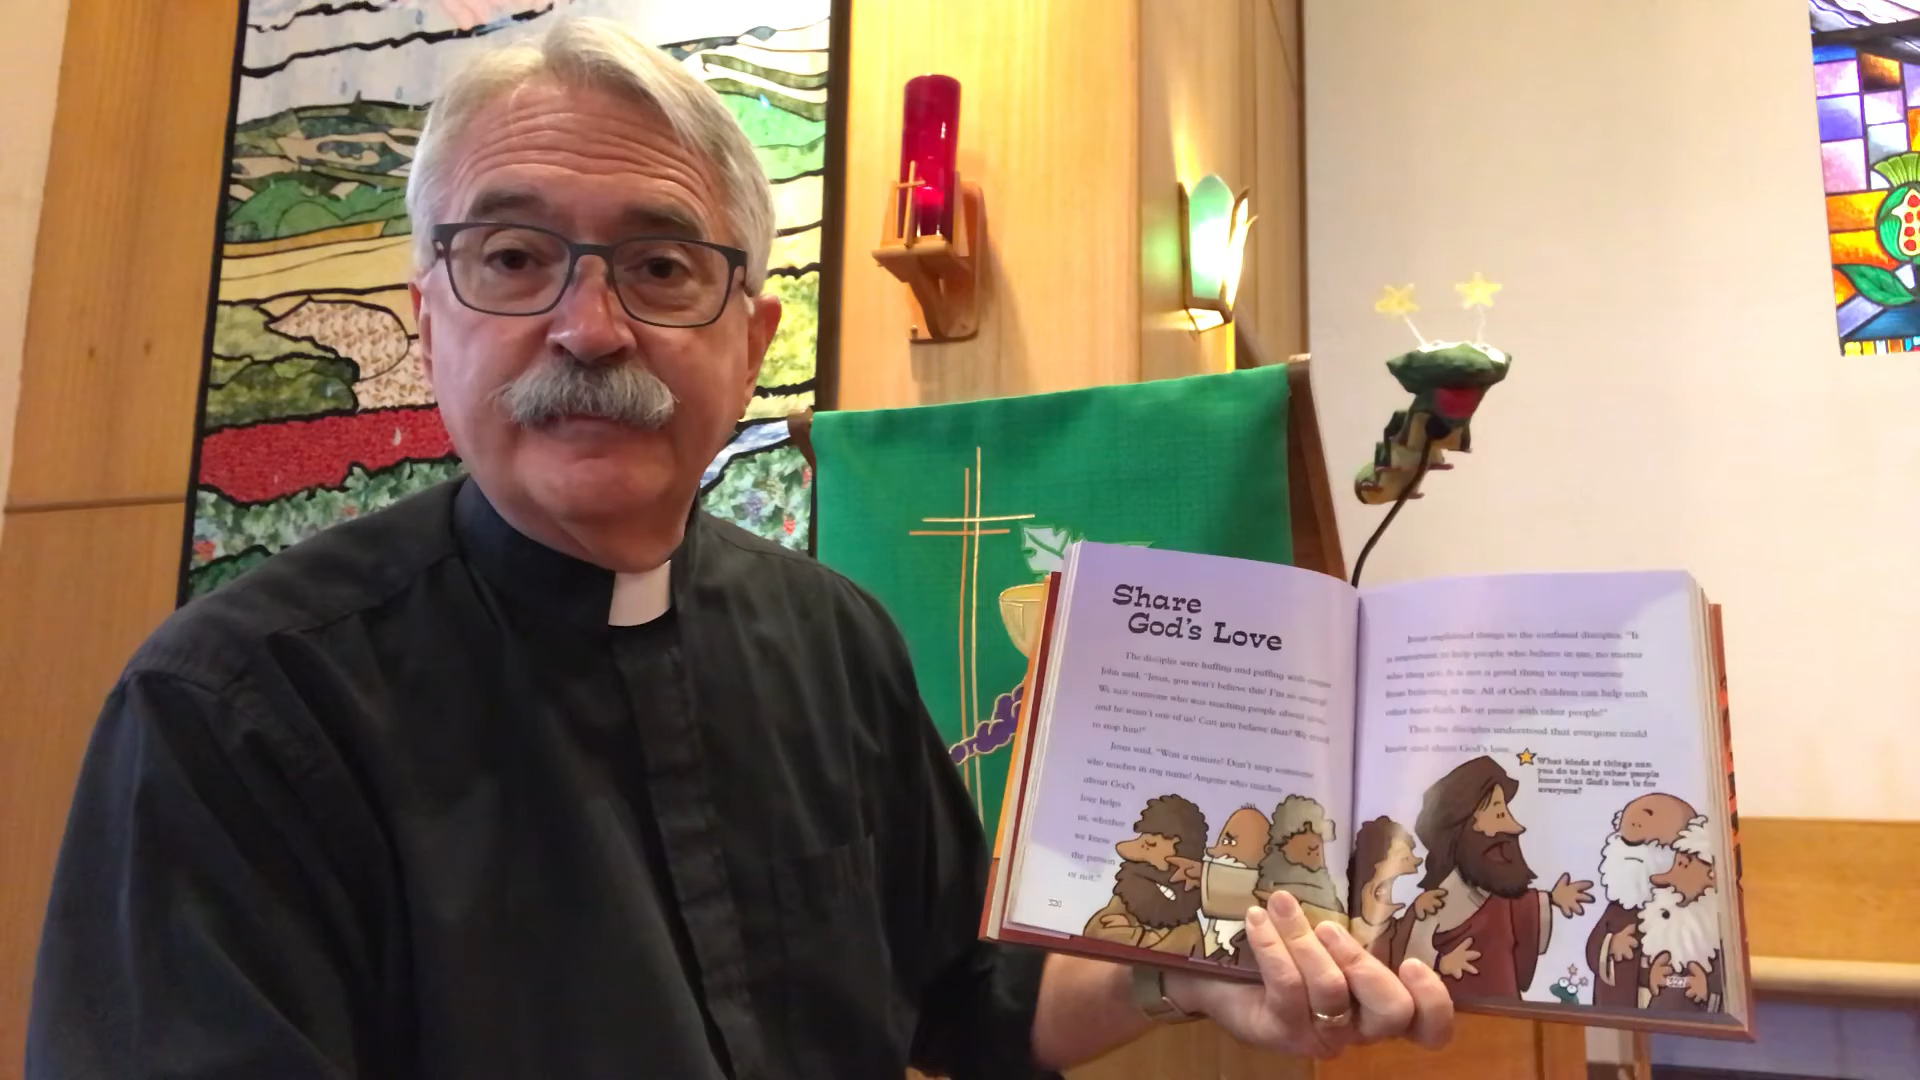 Share
God's Love
The disciples were huffing and puffing with anger.
John said, "Jesus, you won't believe this! I'm so angry!
We saw someone who was teaching people about
and he wasn't one of us! Can you believe that? We tried
to stop him!"
Jesus said, "Wait a minute! Don't stop someone
who teaches in my name! Anyone who teaches
about God's
love helps
us, whether
we know
the person
or not."
320
Jesus explained things to the confused disciples. "It
is important to help people who believe in me, no matter
who they are. It is not a good thing to stop someone
from believing in me. All of God's children can help each
other have faith. Be at peace with other people!"
Then the disciples understood that everyone could
know and share God's love.
What kinds of things can
you do to help other people
know that God's love is for
everyone?